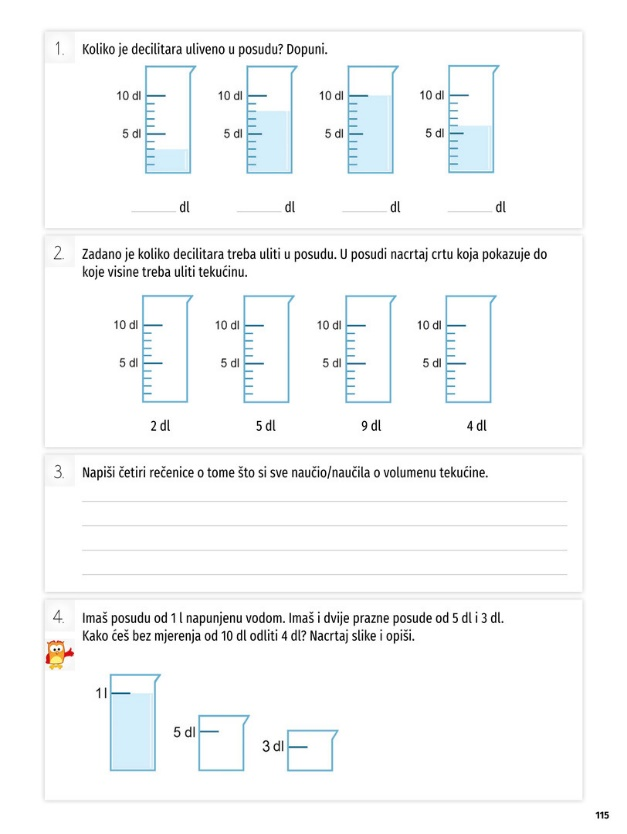 1. Koliko je decilitara uliveno u posudu? Dopuni.
10 dl 10 dl 10 dl 10 dl
5 dl 5 dl 5 dl 5 dl
______ dl ______ dl ______ dl ______ dl
2. Zadano je koliko decilitara treba uliti u posudu. U posudi nacrtaj crtu koja pokazuje do
koje visine treba uliti tekućinu.
10 dl 10 dl 10 dl 10 dl
5 dl 5 dl 5 dl 5 dl
2 dl 5 dl 9 dl 4 dl
3. Napiši četiri rečenice o tome što si sve naučio/naučila o volumenu tekućine.
4. Imaš posudu od 1 l napunjenu vodom. Imaš i dvije prazne posude od 5 dl i 3 dl.
Kako ćeš bez mjerenja od 10 dl odliti 4 dl? Nacrtaj slike i opiši.
1 l
5 dl
3 dl
115